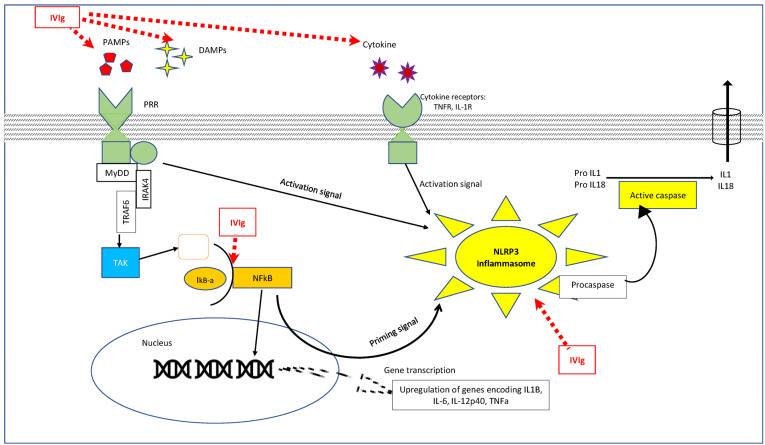 IVIg
PAMPs
DAMPs
Cytokine
PRR
Cytokine receptors:
TNFR, IL-1R
MyDD
IRAK4
TRAF6
TAK
Activation signal
Activation signal
IVIg
IkB-a
NFkB
NLRP3
Inflammasome
Pro IL1
Pro IL18
IL1
IL18
Active caspase
Procaspase
Priming signal
IVIg
Nucleus
Gene transcription
Upregulation of genes encoding IL1B,
IL-6, IL-12p40, TNFa